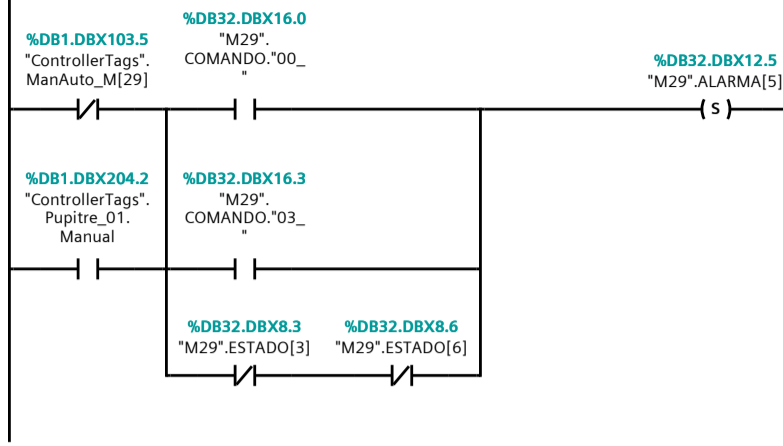 %DB32.DBX16.0
"M29".
COMANDO."00_
"
%DB1.DBX103.5
"ControllerTags".
ManAuto_M[29]
%DB32.DBX12.5
"M29".ALARMA[5]
S
%DB1.DBX204.2
"ControllerTags".
Pupitre_01.
Manual
%DB32.DBX16.3
"M29".
COMANDO."03_
"
%DB32.DBX8.3
"M29".ESTADO[3]
%DB32.DBX8.6
"M29".ESTADO[6]